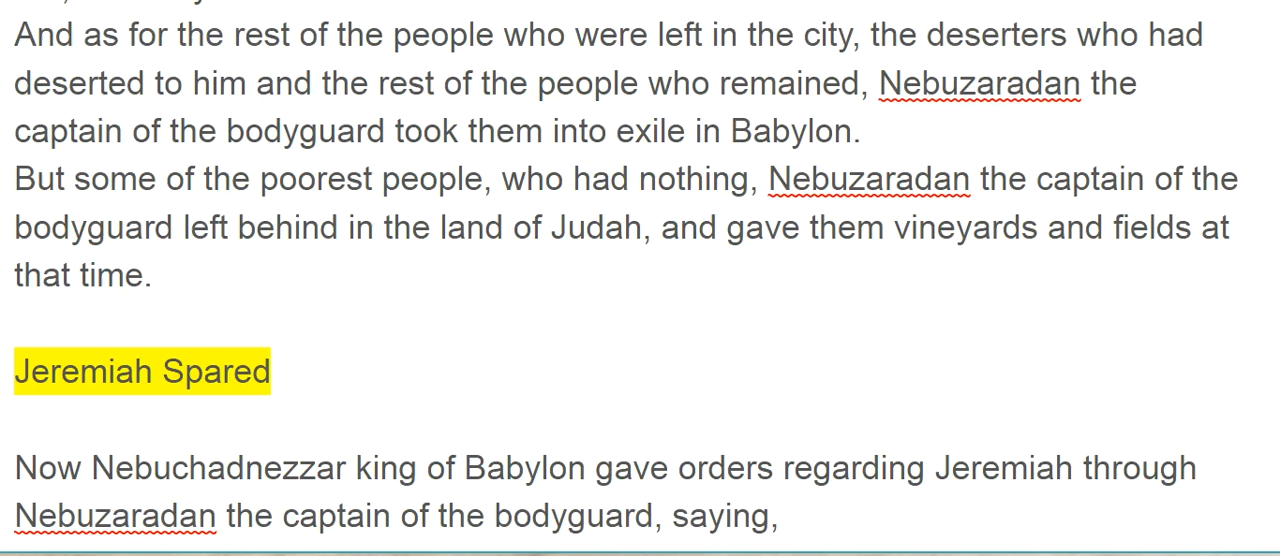 And as for the rest of the people who were left in the city, the deserters who had
deserted to him and the rest of the people who remained, Nebuzaradan the
captain of the bodyguard took them into exile in Babylon.
But some of the poorest people, who had nothing, Nebuzaradan the captain of the
bodyguard left behind in the land of Judah, and gave them vineyards and fields at
that time.
Jeremiah Spared
Now Nebuchadnezzar king of Babylon gave orders regarding Jeremiah through
Nebuzaradan the captain of the bodyguard, saying,